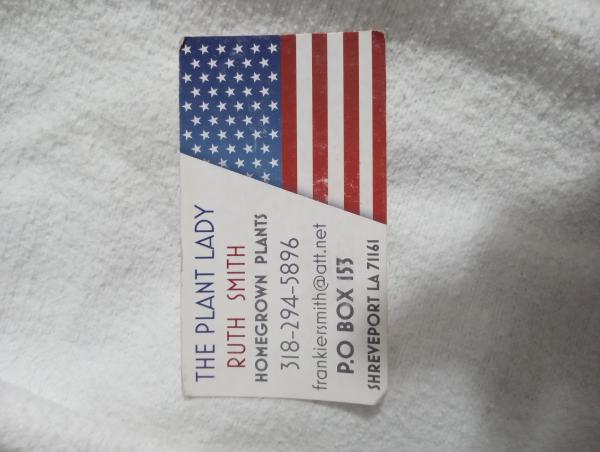 THE PLANT LADY
RUTH SMITH
HOMEGROWN PLANTS
318-294-5896
frankiersmith@att.net
P.O BOX 153
SHREVEPORT LA 71161